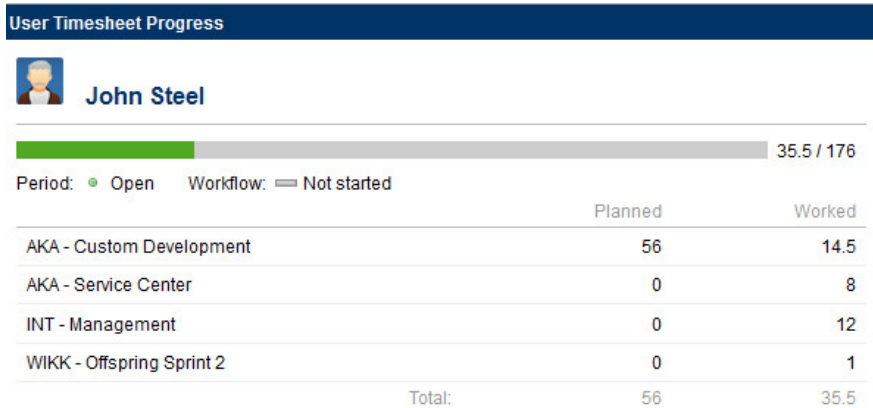 User Timesheet Progress
John Steel
35.5 / 176
Period: Open Workflow: Not started
Planned Worked
AKA - Custom Development 56 14.5
AKA - Service Center 0 8
INT - Management 0 12
WIKK - Offspring Sprint 2 0 1
Total: 56 35.5